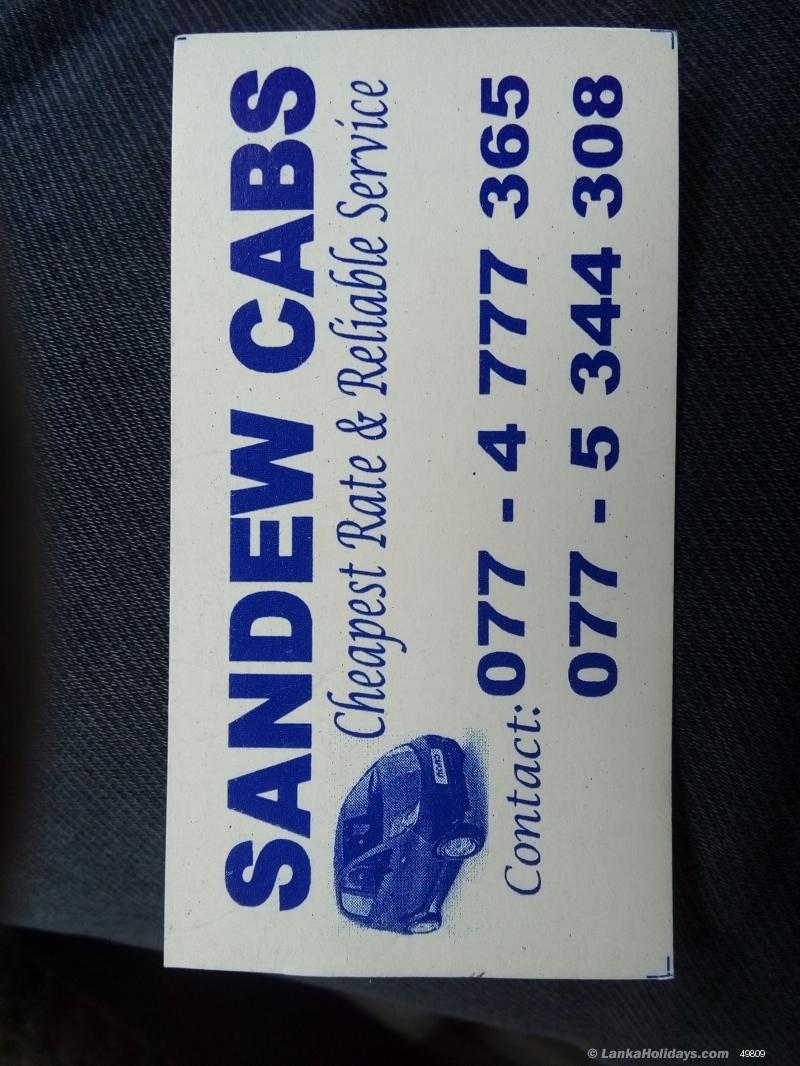 SANDEW CABS
Cheapest Rate & Reliable Service
Contact: 077 - 4 777 365
077 - 5 344 308
© LankaHolidays.com 49809